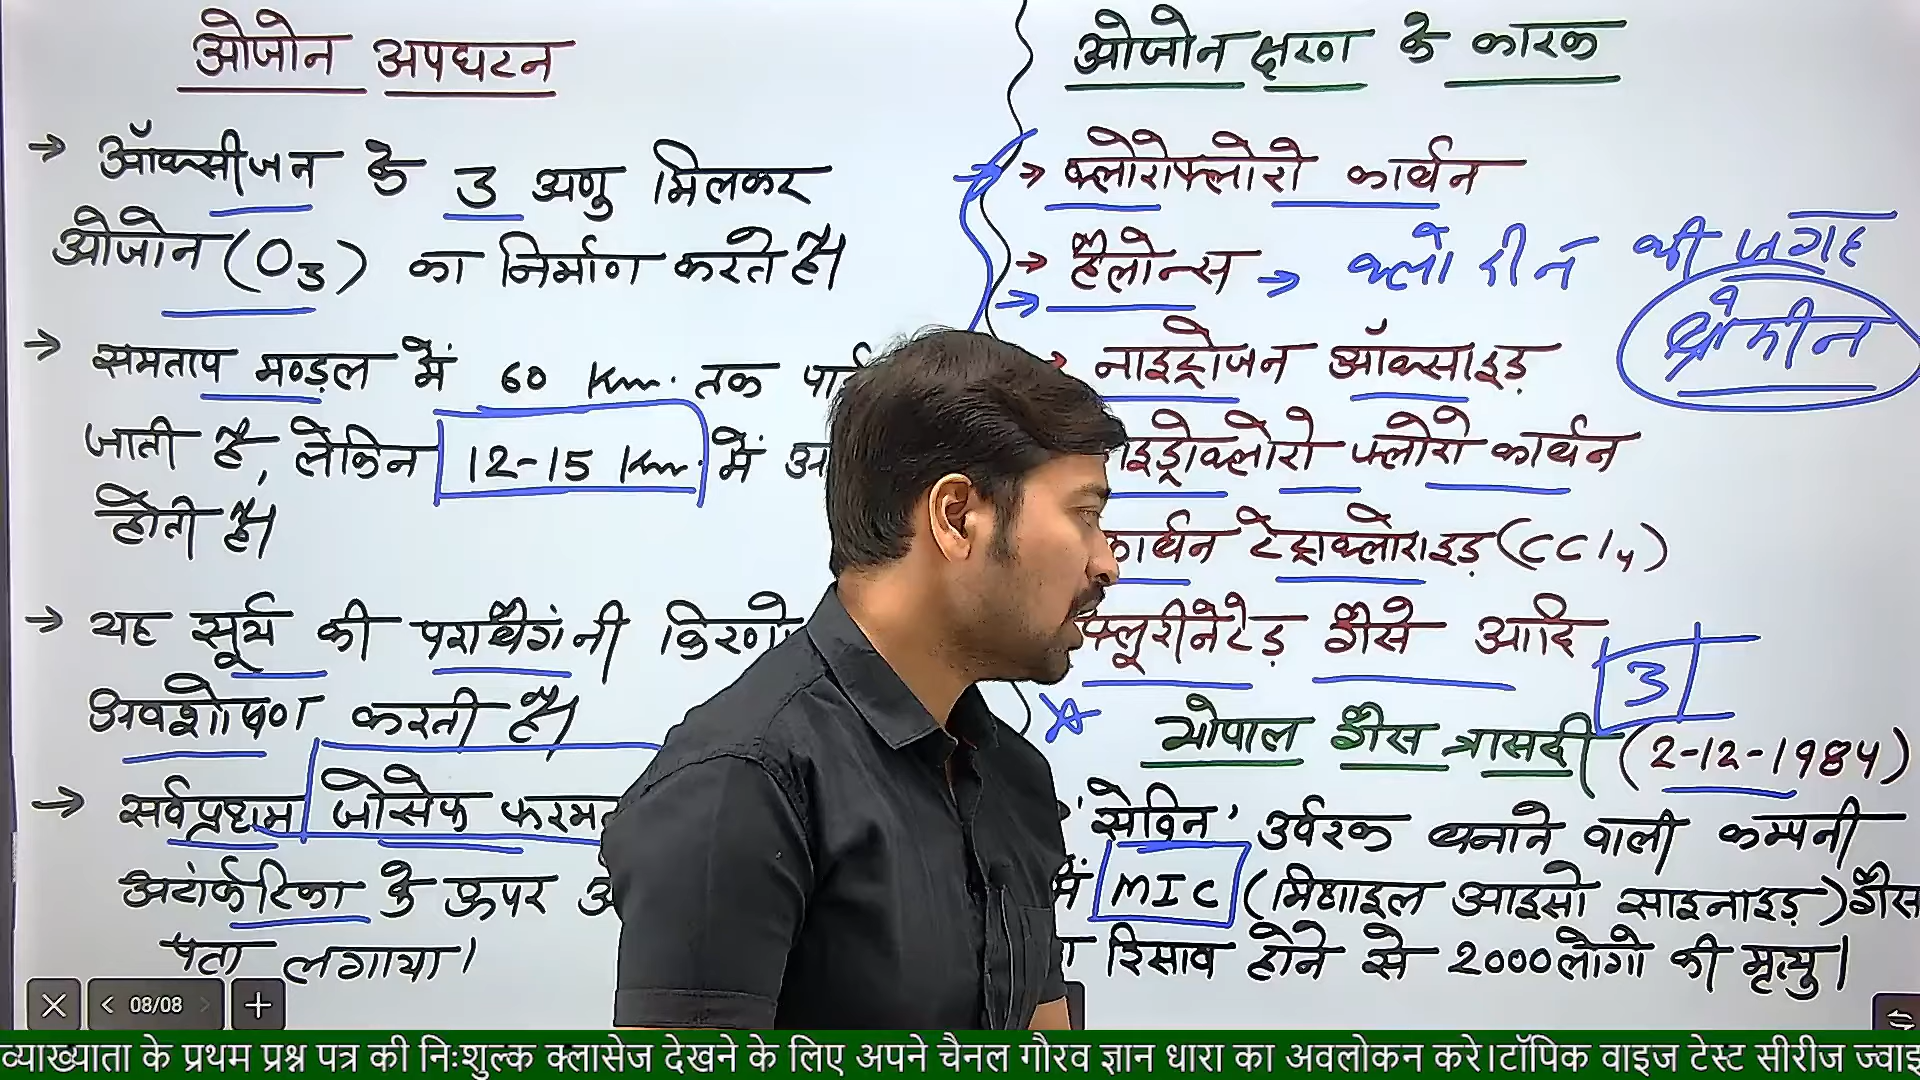 ओजोन अपघटन
→ ऑक्सीजन के 3 अणु मिलकर
ओजोन (O3) का निर्माण करते है।
→ समताप मण्डल में 60 Km. तक
जाती है, लेकिन 12-15 Km. में
होती है।
→ यह सूर्य की पराबैगंनी किरणो
अवशोषण करती है।
→ सर्वप्रथम जोसेफ फरम
अटांर्कटिका के ऊपर
पता लगाया।
ओजोन क्षरण के कारक
→ क्लोरोफ्लोरो कार्बन
→ हैलोन्स → क्लोरीन की जगह
ब्रोमीन
नाइट्रोजन ऑक्साइड
ाइड्रोक्लोरो फ्लोरो कार्बन
कार्बन टेट्राक्लोराइड (CCl4)
फ्लूरीनेटेड गैसे आदि
3
भोपाल गैस त्रासदी (2-12-1984)
'सेविन' उर्वरक बनाने वाली कम्पनी
में MIC (मिथाइल आइसो साइनाइड) गैस
रिसाव होने से 2000 लोगो की मृत्यु।
08/08
व्याख्याता के प्रथम प्रश्न पत्र की निःशुल्क क्लासेज देखने के लिए अपने चैनल गौरव ज्ञान धारा का अवलोकन करे।टॉपिक वाइज टेस्ट सीरीज ज्वाइ